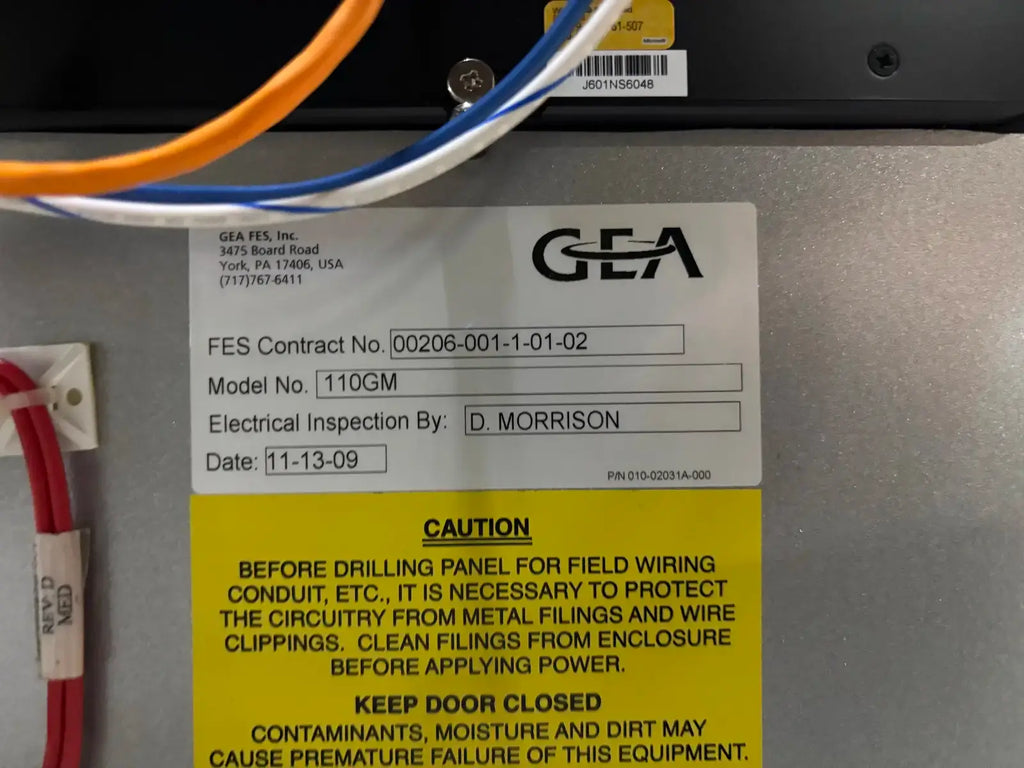 51-507
Microsoft
J601NS6048
GEA FES, Inc.
3475 Board Road
York, PA 17406, USA
(717)767-6411
GEA
FES Contract No. 00206-001-1-01-02
Model No. 110GM
Electrical Inspection By: D. MORRISON
Date: 11-13-09
P/N 010-02031A-000
REV D
MED
CAUTION
BEFORE DRILLING PANEL FOR FIELD WIRING
CONDUIT, ETC., IT IS NECESSARY TO PROTECT
THE CIRCUITRY FROM METAL FILINGS AND WIRE
CLIPPINGS. CLEAN FILINGS FROM ENCLOSURE
BEFORE APPLYING POWER.
KEEP DOOR CLOSED
CONTAMINANTS, MOISTURE AND DIRT MAY
CAUSE PREMATURE FAILURE OF THIS EQUIPMENT.